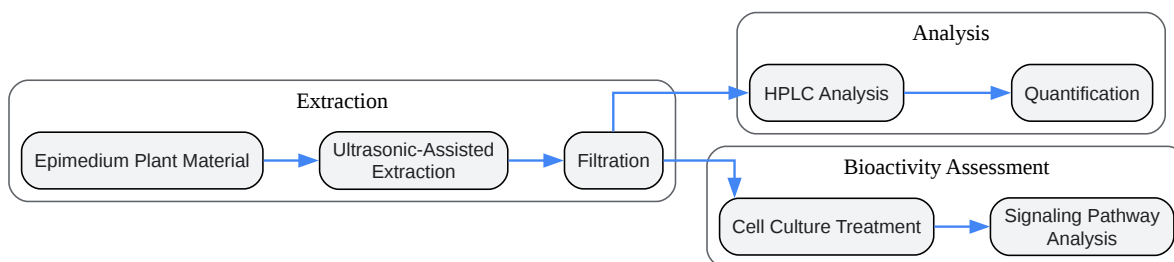 Extraction
Epimedium Plant Material
Ultrasonic-Assisted
Extraction
Filtration
Analysis
HPLC Analysis
Quantification
Bioactivity Assessment
Cell Culture Treatment
Signaling Pathway
Analysis